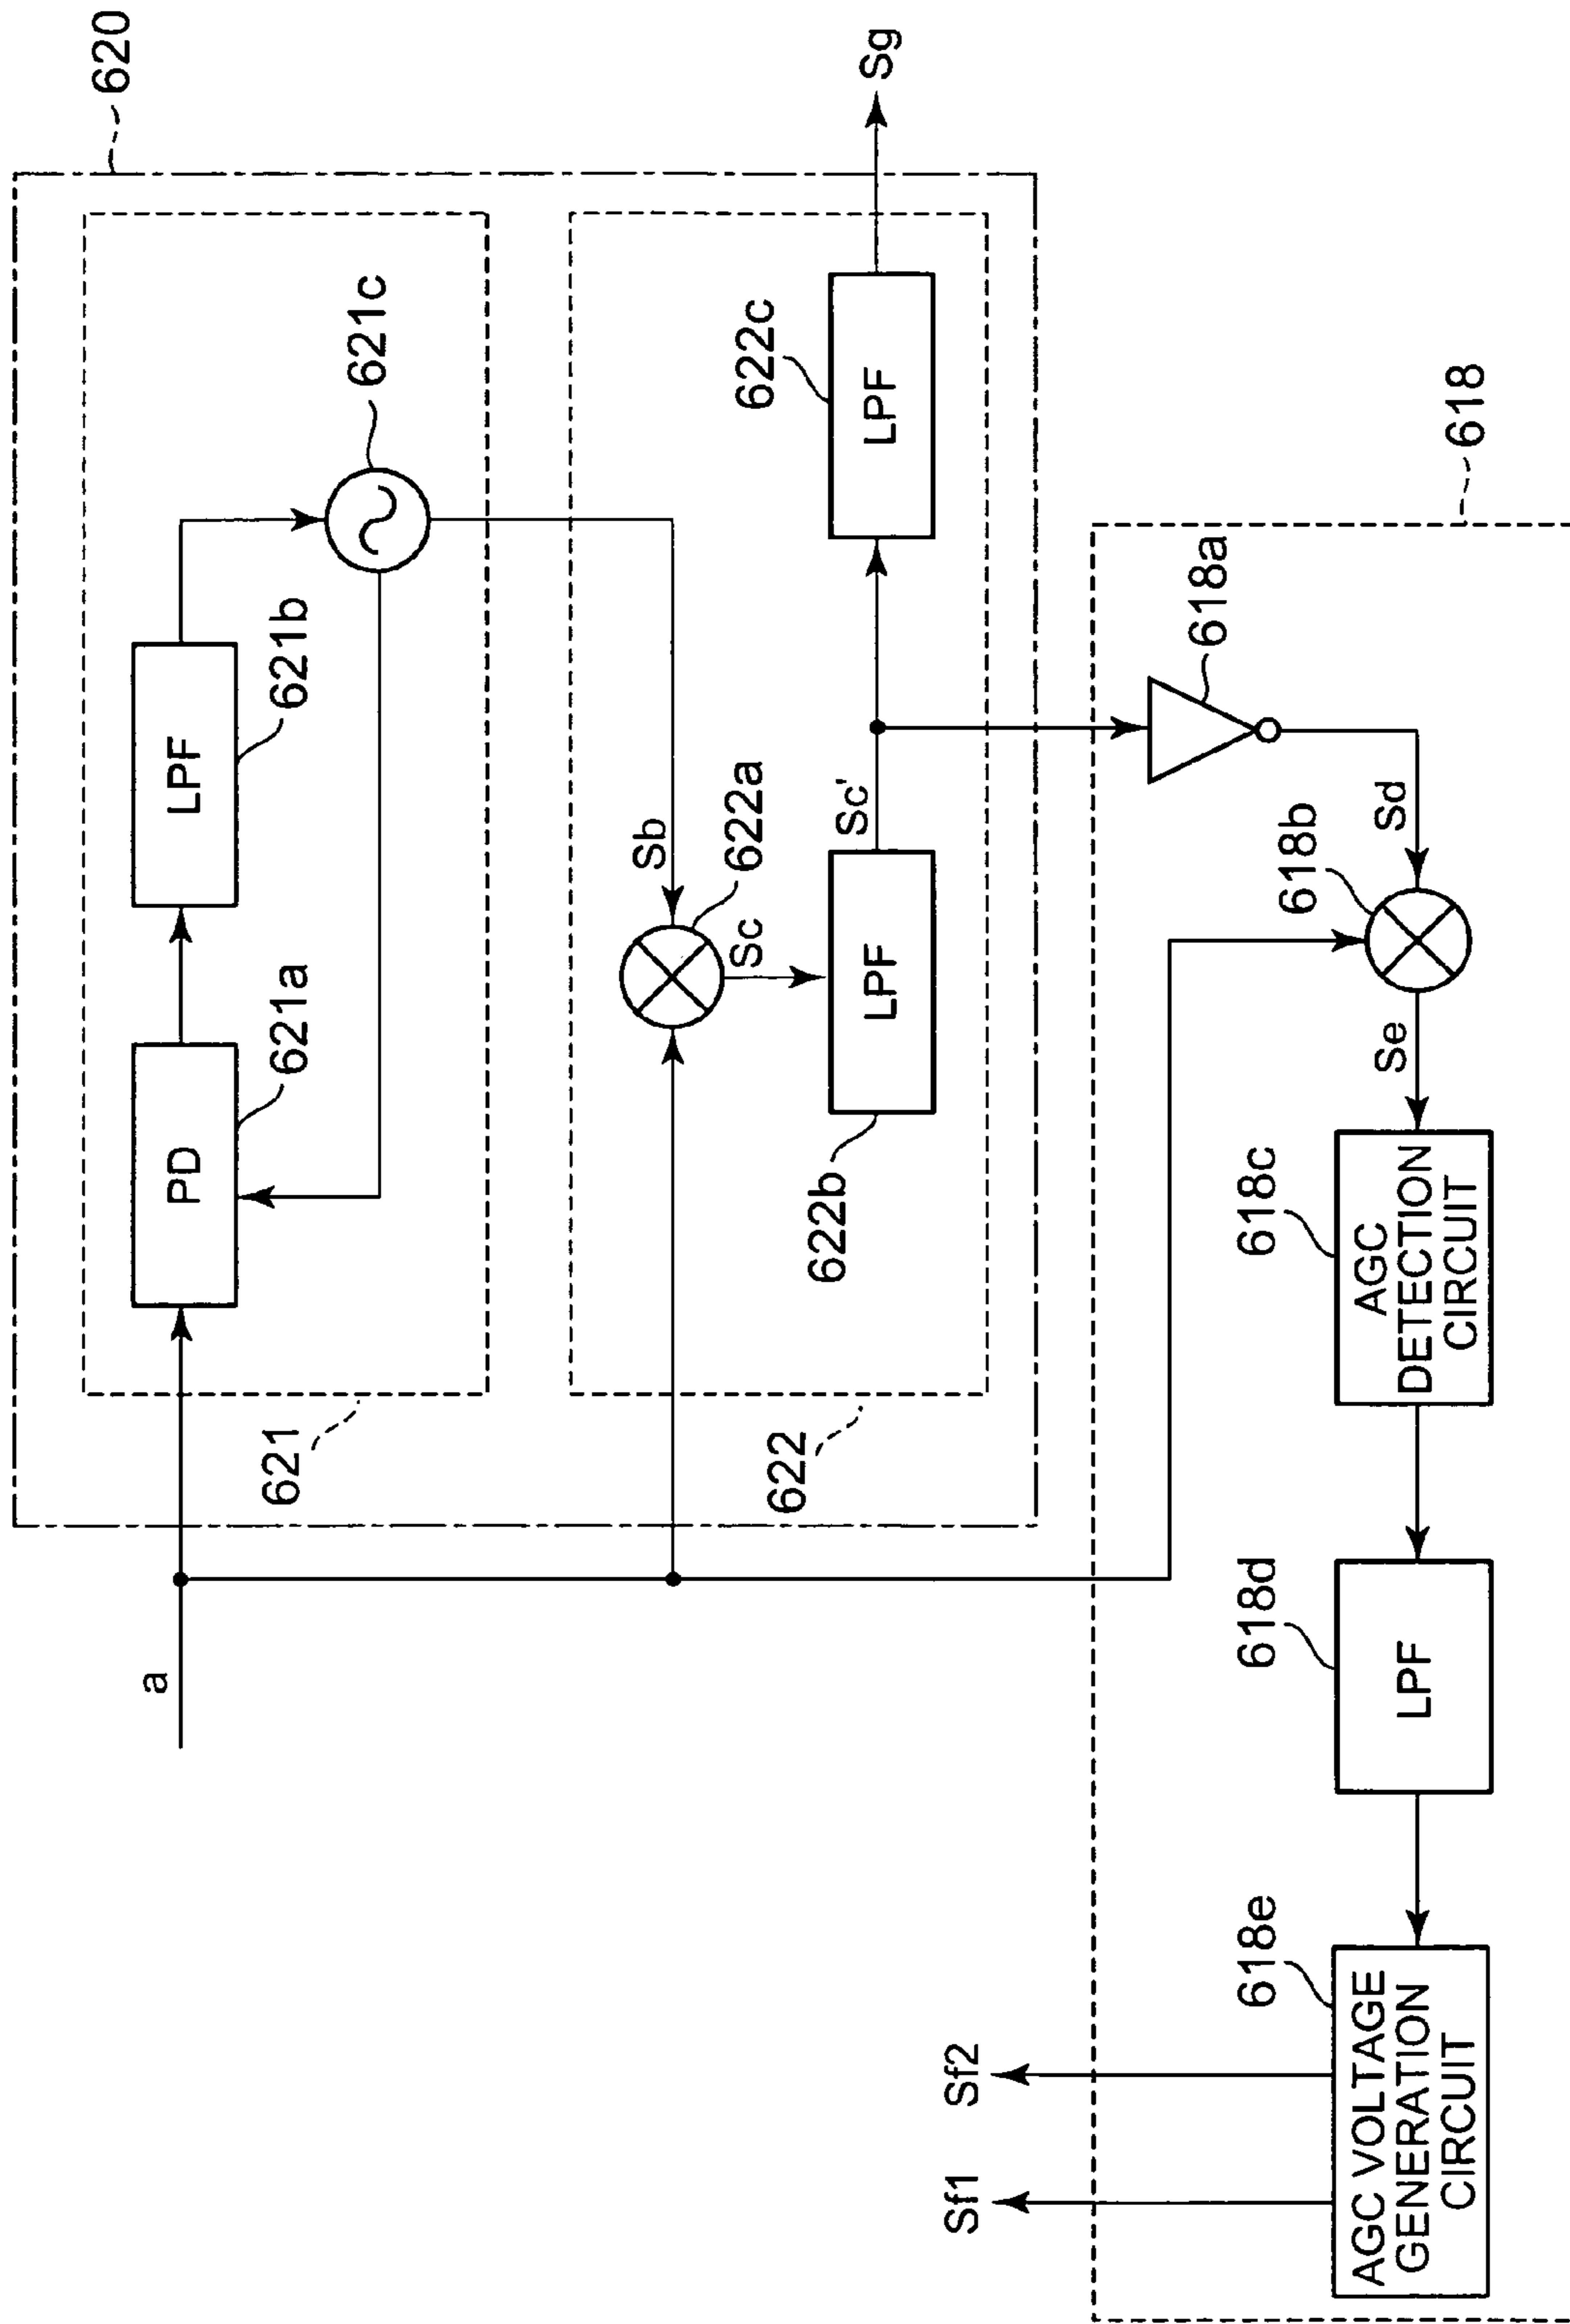 620
621c
621b
LPF
621a
PD
621
a
Sg
622c
LPF
Sb
622a
Sc
Sc'
LPF
622b
622
618
618a
Sd
618b
Se
618c
AGC
DETECTION
CIRCUIT
618d
LPF
618e
AGC VOLTAGE
GENERATION
CIRCUIT
Sf2
Sf1